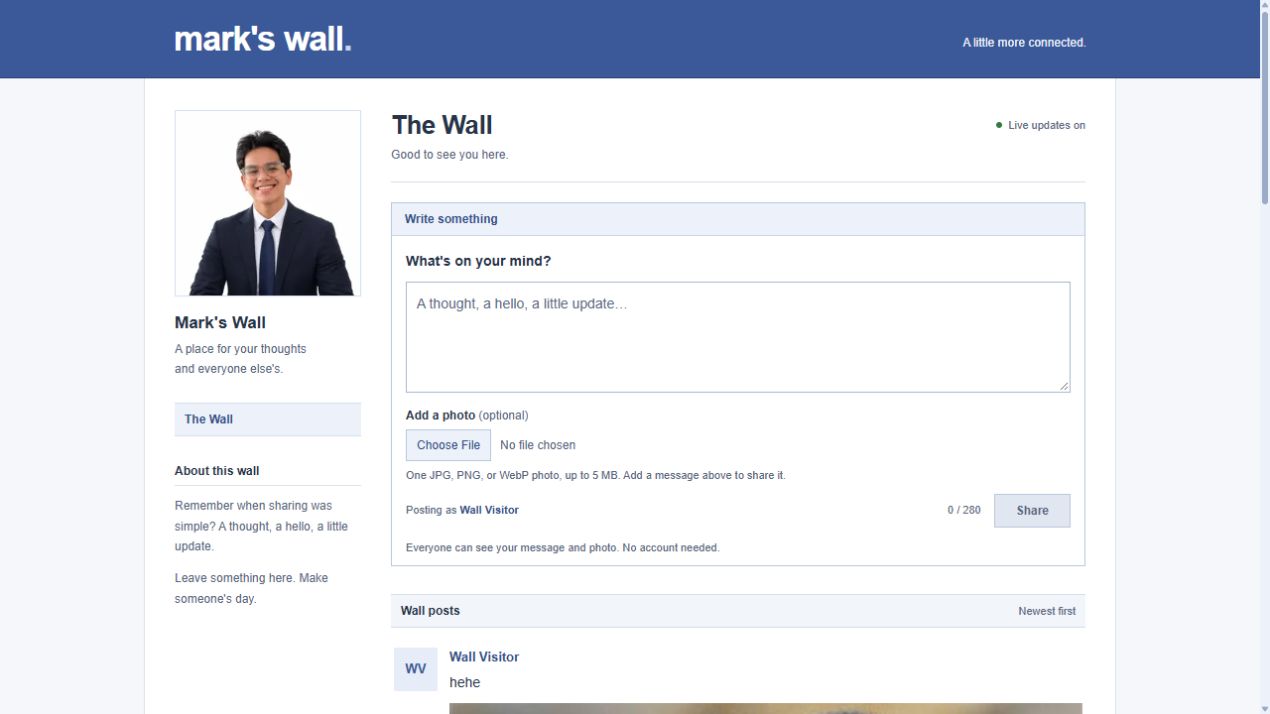 mark's wall.
A little more connected.
The Wall
Live updates on
Good to see you here.
Mark's Wall
A place for your thoughts
and everyone else's.
The Wall
About this wall
Remember when sharing was
simple? A thought, a hello, a little
update.
Leave something here. Make
someone's day.
Write something
What's on your mind?
A thought, a hello, a little update…
Add a photo (optional)
Choose File No file chosen
One JPG, PNG, or WebP photo, up to 5 MB. Add a message above to share it.
Posting as Wall Visitor 0 / 280 Share
Everyone can see your message and photo. No account needed.
Wall posts Newest first
WV Wall Visitor
hehe